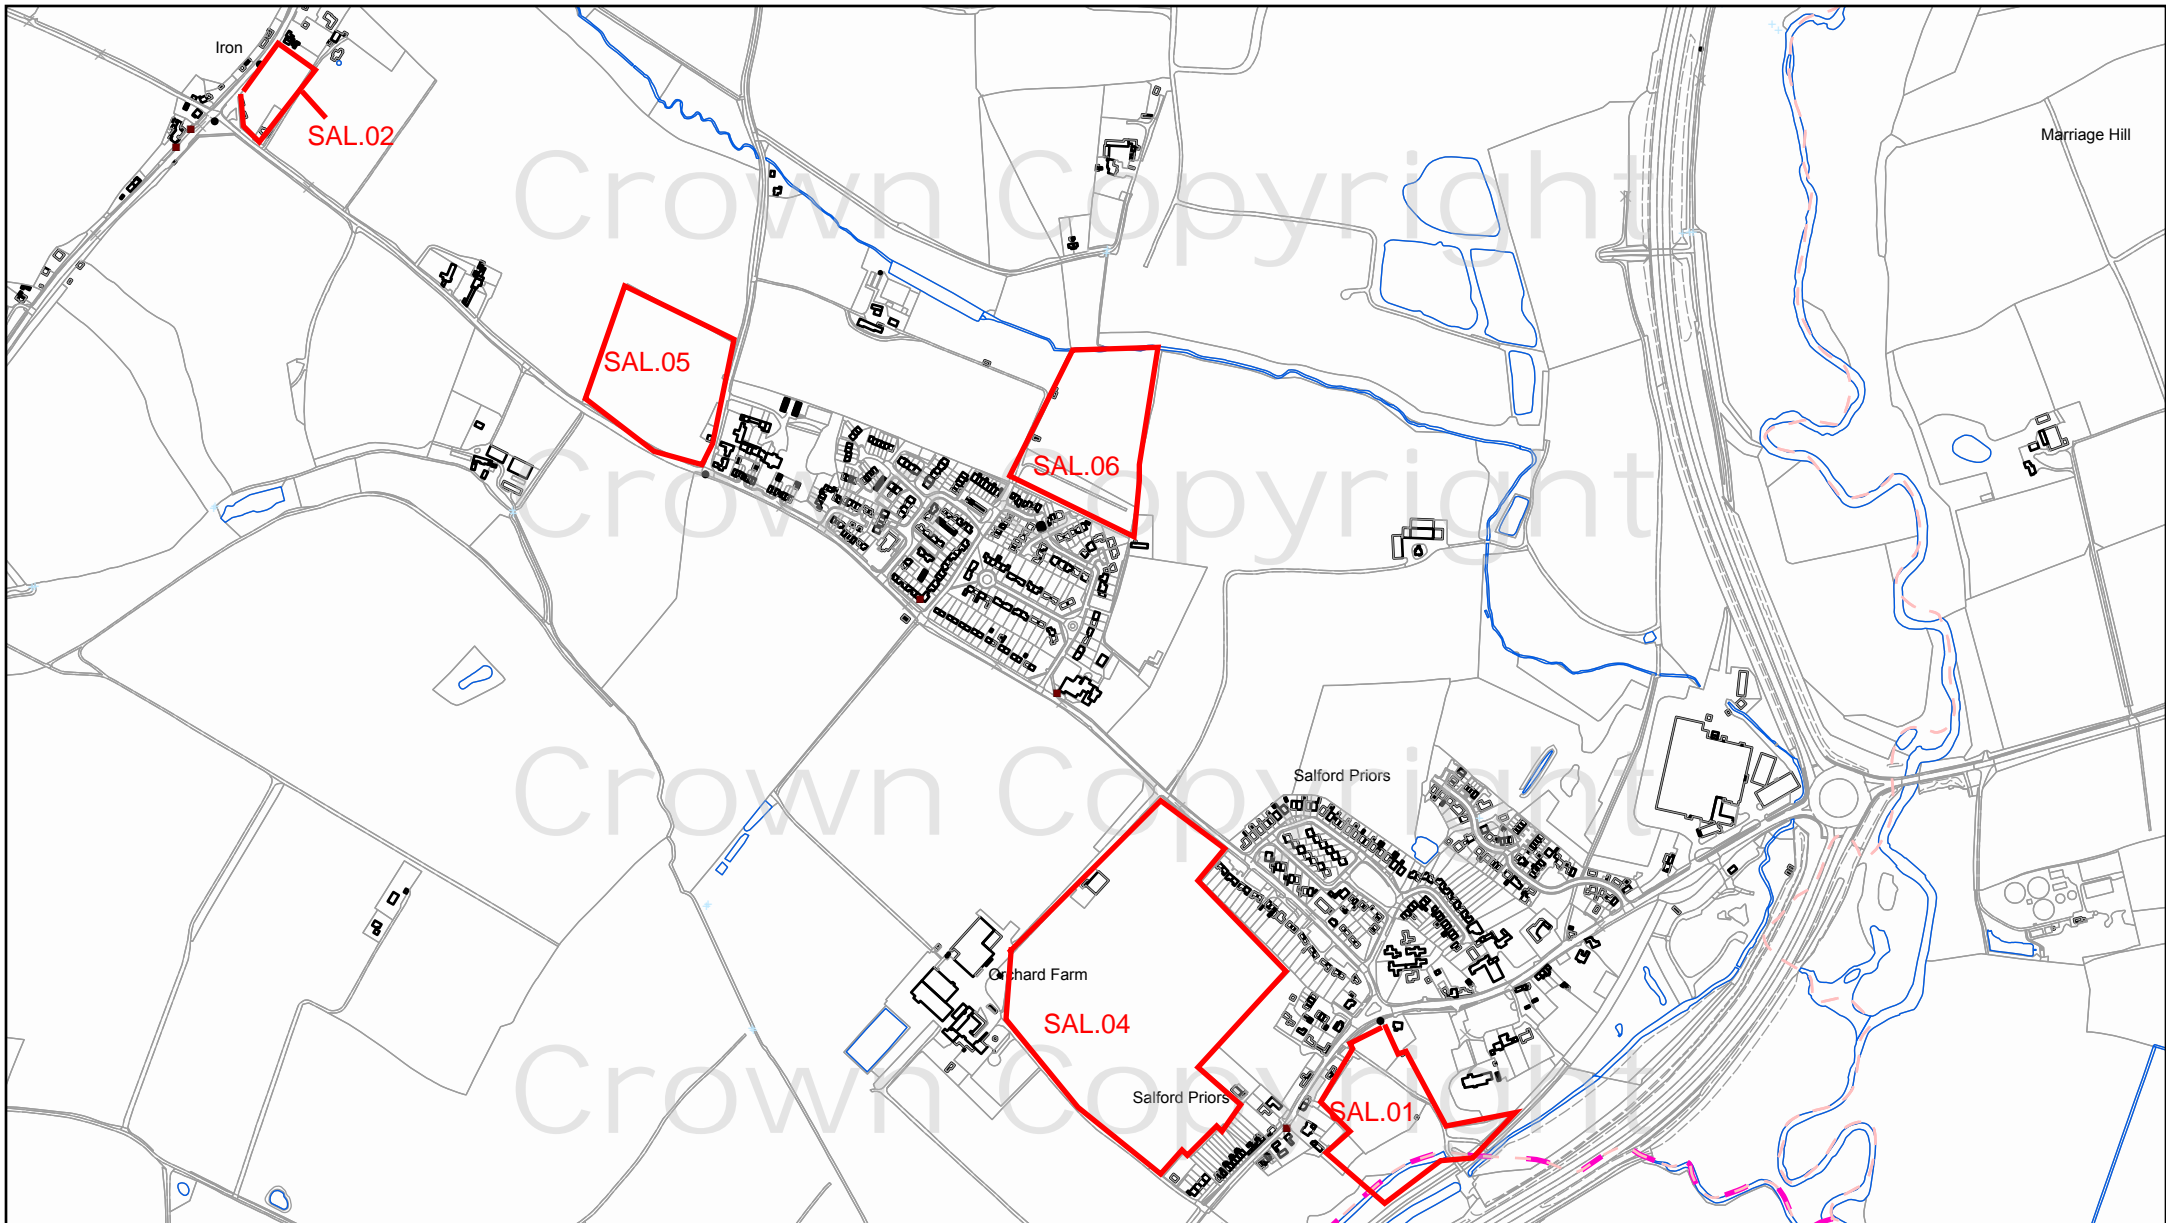 Iron
SAL.02
Marriage Hill
Crown Copyright
SAL.05
SAL.06
Crown Copyright
Salford Priors
Crown Copyright
Orchard Farm
SAL.04
Salford Priors
SAL.01
Crown Copyright